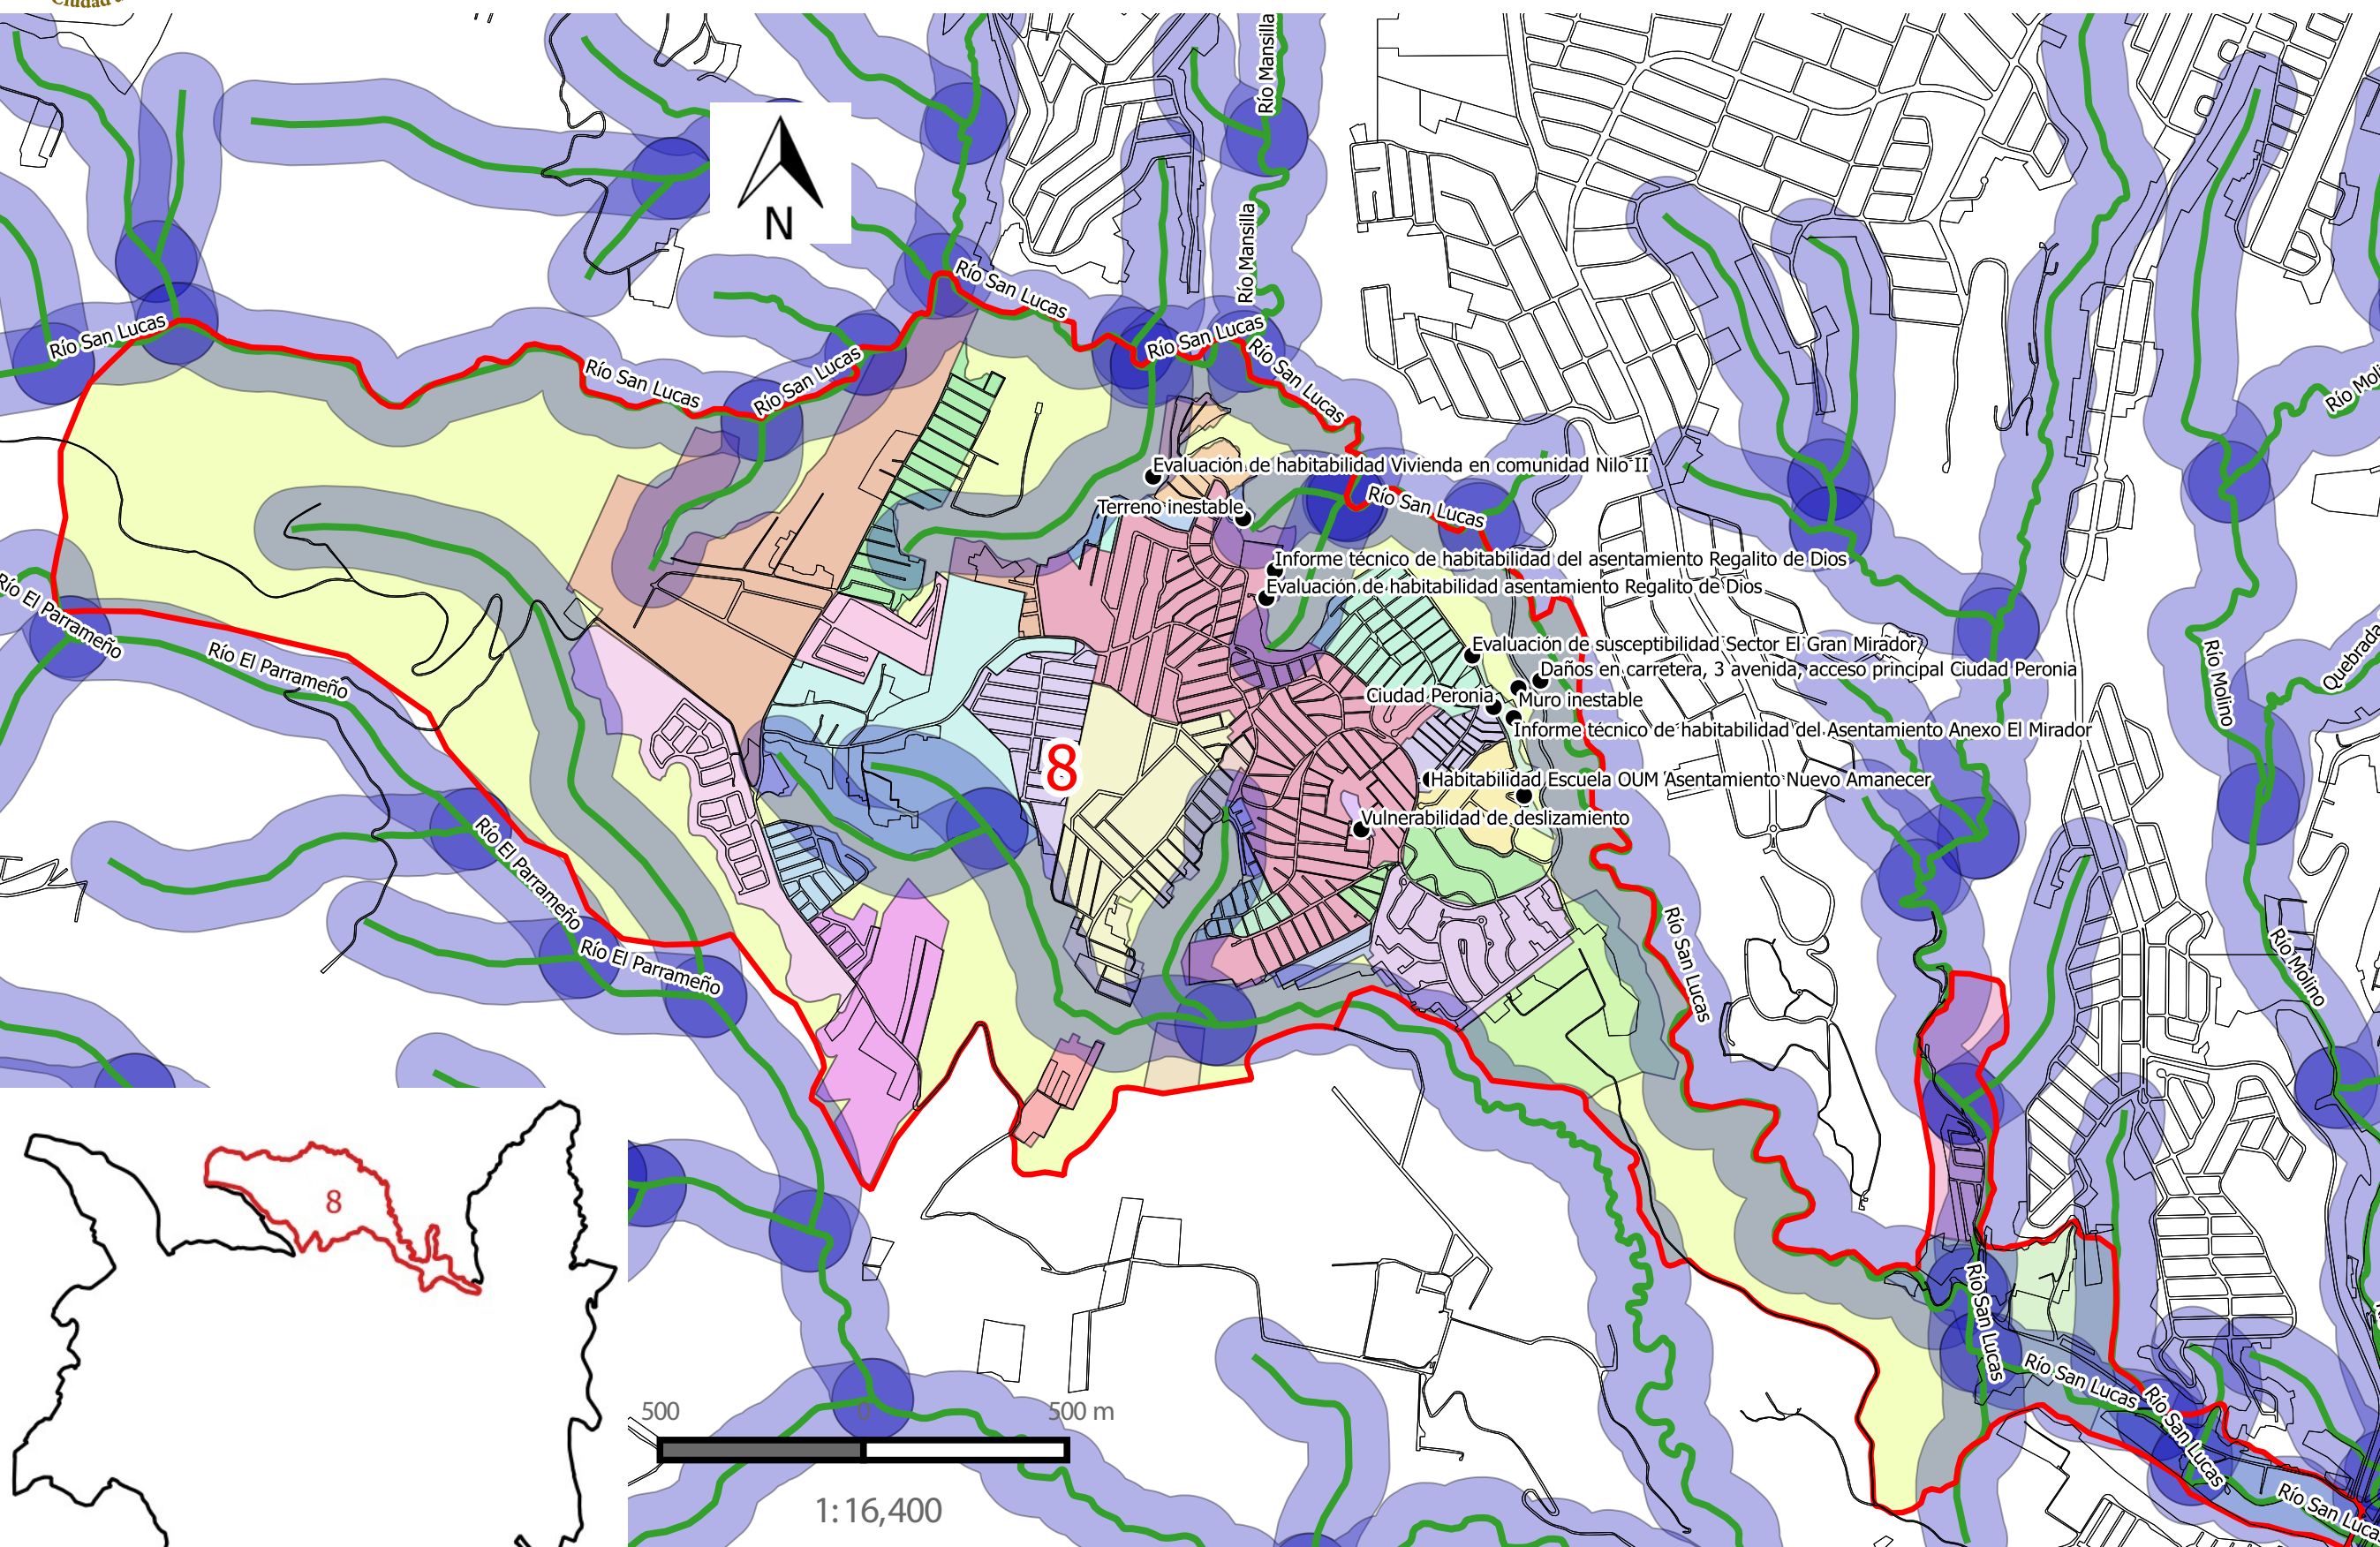 Ciudad
Río Mansilla
Río Mansilla
N
Río San Lucas
Río San Lucas
Río San Lucas
Río San Lucas
Río San Lucas
Río San Lucas
Río Molino
Evaluación de habitabilidad Vivienda en comunidad Nilo II
Río San Lucas
Terreno inestable
Informe técnico de habitabilidad del asentamiento Regalito de Dios
Evaluación de habitabilidad asentamiento Regalito de Dios
Río El Parrameño
Río El Parrameño
Evaluación de susceptibilidad Sector El Gran Mirador
Daños en carretera, 3 avenida, acceso principal Ciudad Peronia
Ciudad Peronia
Muro inestable
Informe técnico de habitabilidad del Asentamiento Anexo El Mirador
Quebrada
8
Habitabilidad Escuela OUM Asentamiento Nuevo Amanecer
Vulnerabilidad de deslizamiento
Río El Parrameño
Río El Parrameño
Río San Lucas
Río Molino
8
Río San Lucas
Río San Lucas
Río San Lucas
Río San Lucas
500 0 500 m
1:16,400